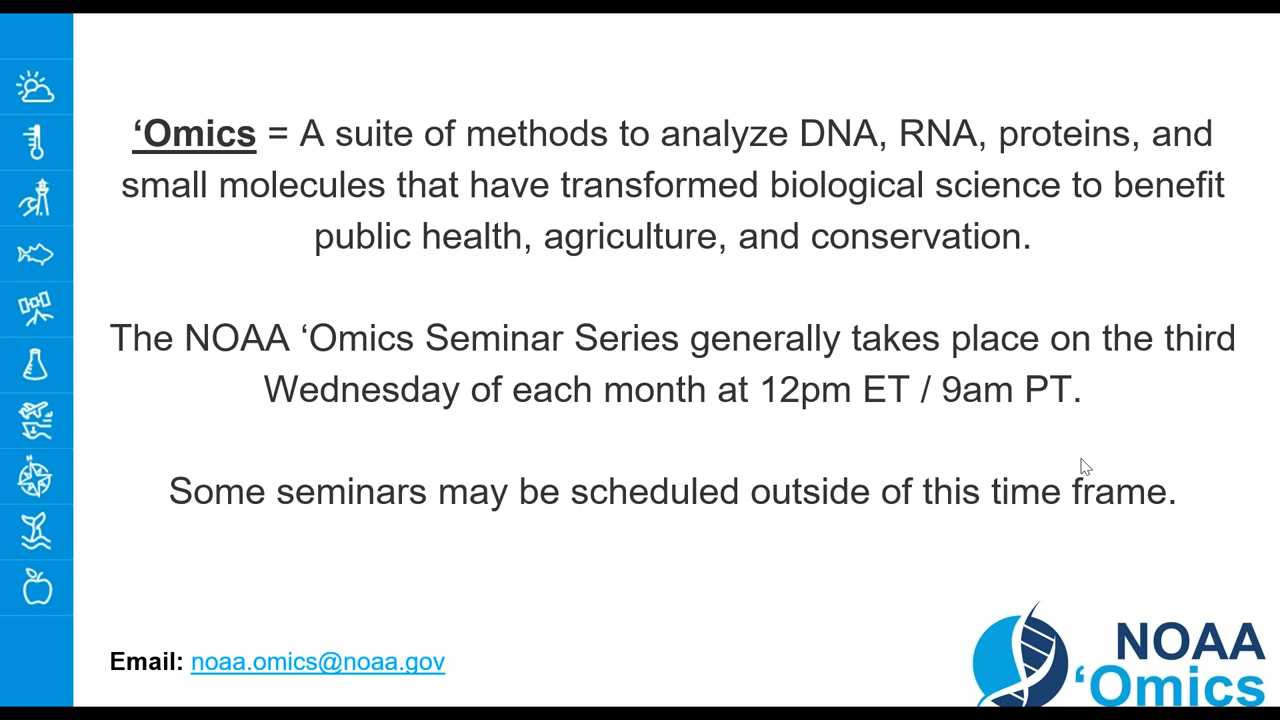 ‘Omics = A suite of methods to analyze DNA, RNA, proteins, and
small molecules that have transformed biological science to benefit
public health, agriculture, and conservation.
The NOAA ‘Omics Seminar Series generally takes place on the third
Wednesday of each month at 12pm ET / 9am PT.
Some seminars may be scheduled outside of this time frame.
Email: noaa.omics@noaa.gov
NOAA
‘Omics